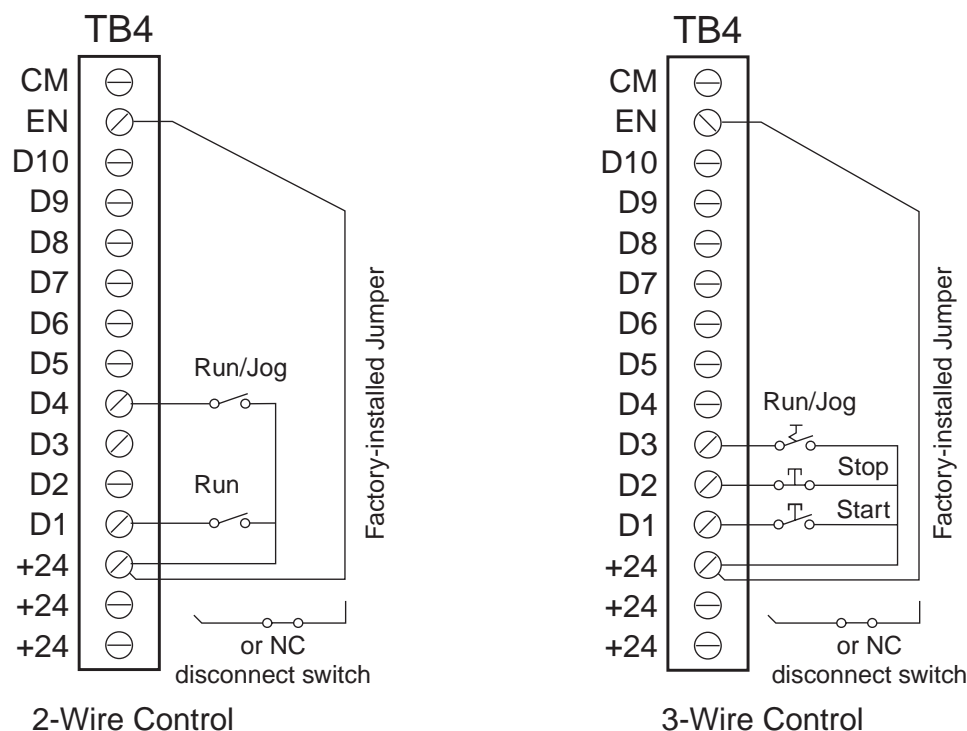 TB4
CM
EN
D10
D9
D8
D7
D6
D5
D4
D3
D2
D1
+24
+24
+24
Run/Jog
Run
Factory-installed Jumper
or NC
disconnect switch
2-Wire Control
TB4
CM
EN
D10
D9
D8
D7
D6
D5
D4
D3
D2
D1
+24
+24
+24
Run/Jog
Stop
Start
Factory-installed Jumper
or NC
disconnect switch
3-Wire Control